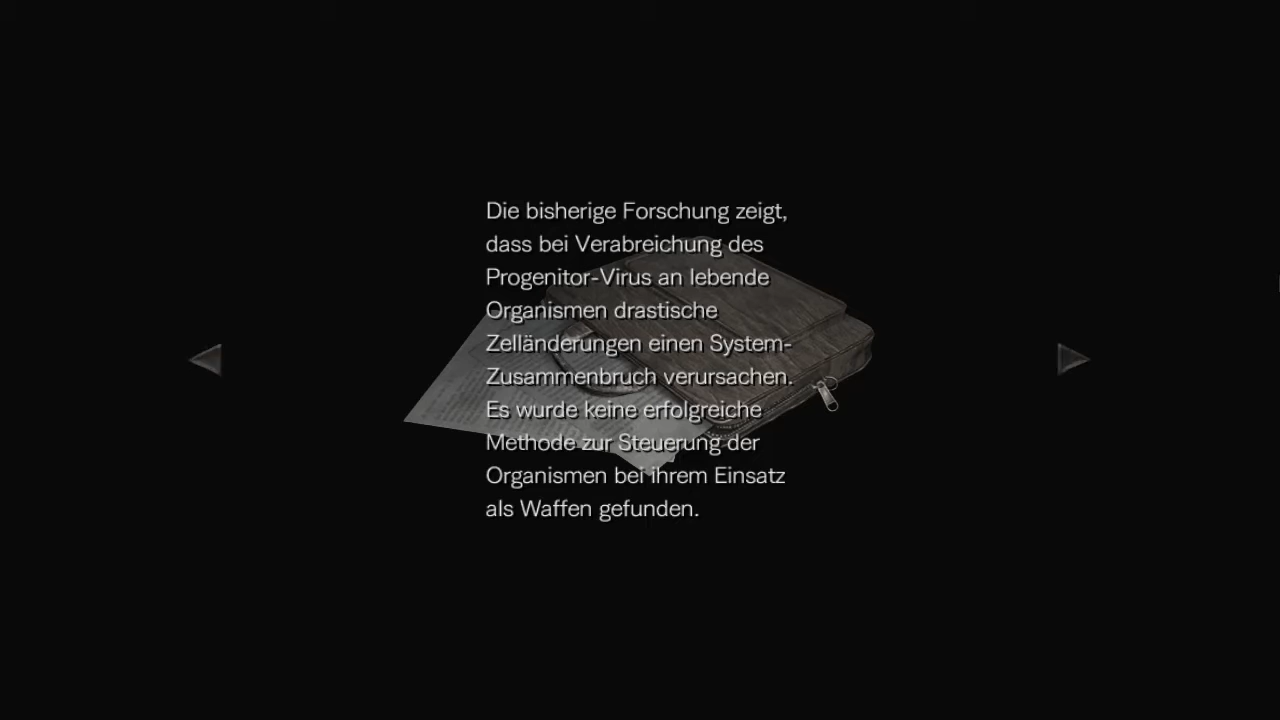 Die bisherige Forschung zeigt,
dass bei Verabreichung des
Progenitor-Virus an lebende
Organismen drastische
Zelländerungen einen System-
Zusammenbruch verursachen.
Es wurde keine erfolgreiche
Methode zur Steuerung der
Organismen bei ihrem Einsatz
als Waffen gefunden.